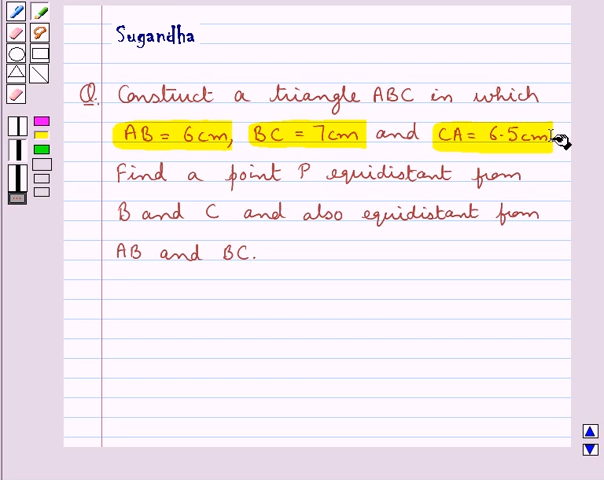 Sugandha
Q. Construct a triangle ABC in which
AB = 6cm, BC = 7cm and CA = 6.5cm
Find a point P equidistant from
B and C and also equidistant from
AB and BC.